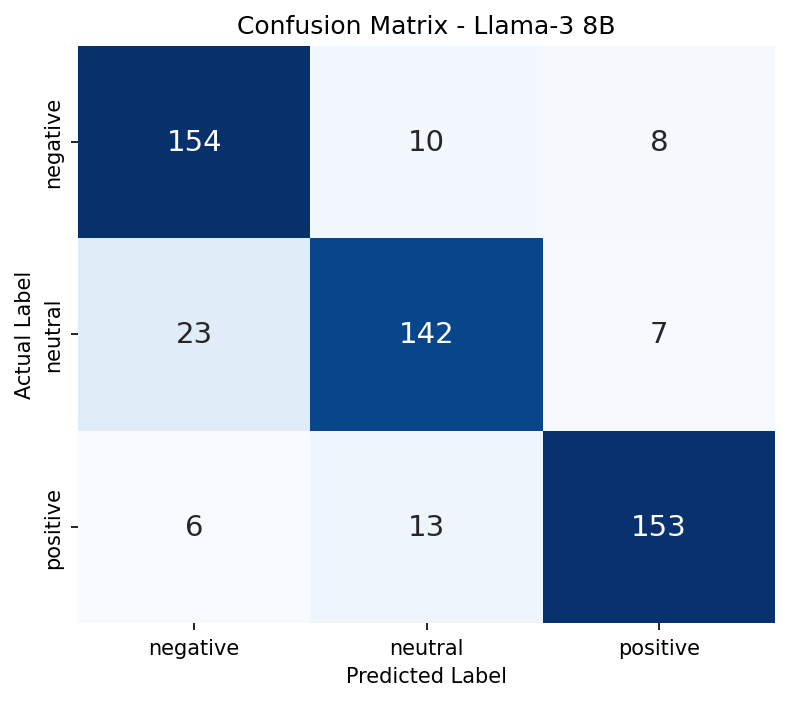 Confusion Matrix - Llama-3 8B
Actual Label
negative
154
10
8
neutral
23
142
7
positive
6
13
153
negative
neutral
positive
Predicted Label